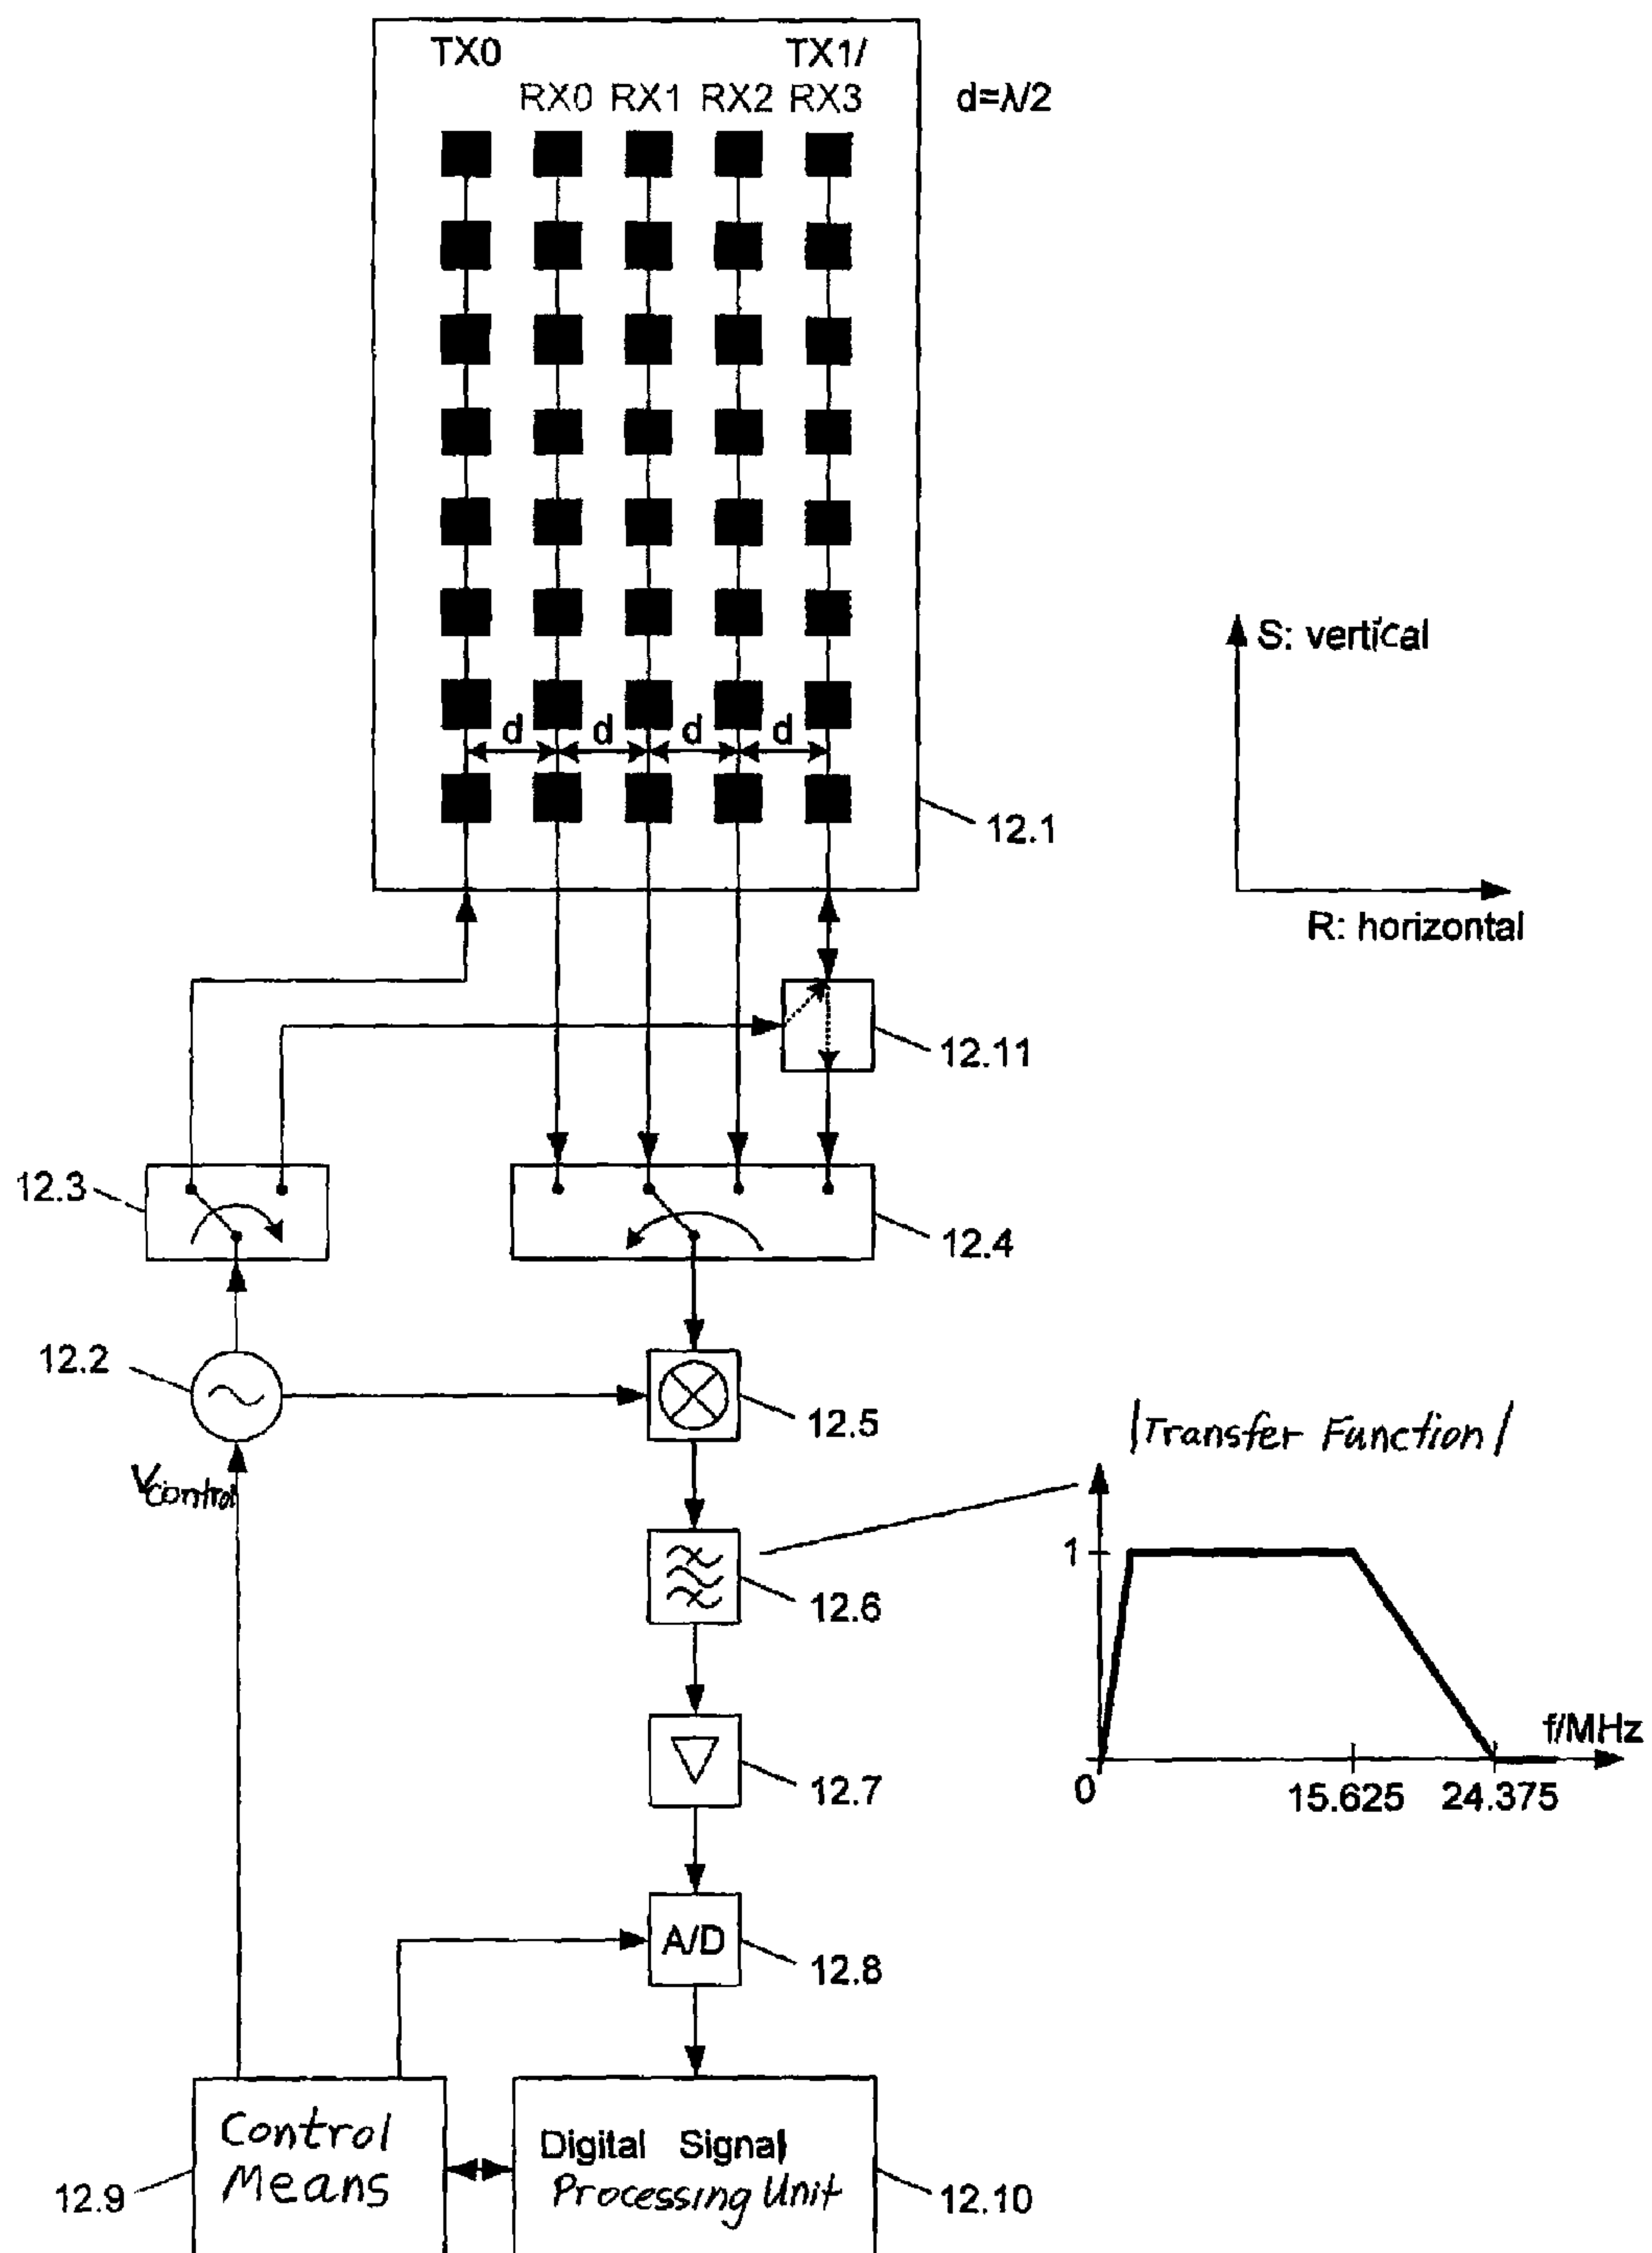 TX0 TX1/
RX0 RX1 RX2 RX3 d=λ/2
S: vertical
d d d d
12.1
R: horizontal
12.11
12.3
12.4
12.2
12.5
|Transfer Function|
Vcontrol
1
12.6
f/MHz
12.7
0 15.625 24.375
A/D
12.8
Control
Means
Digital Signal
Processing Unit
12.9
12.10